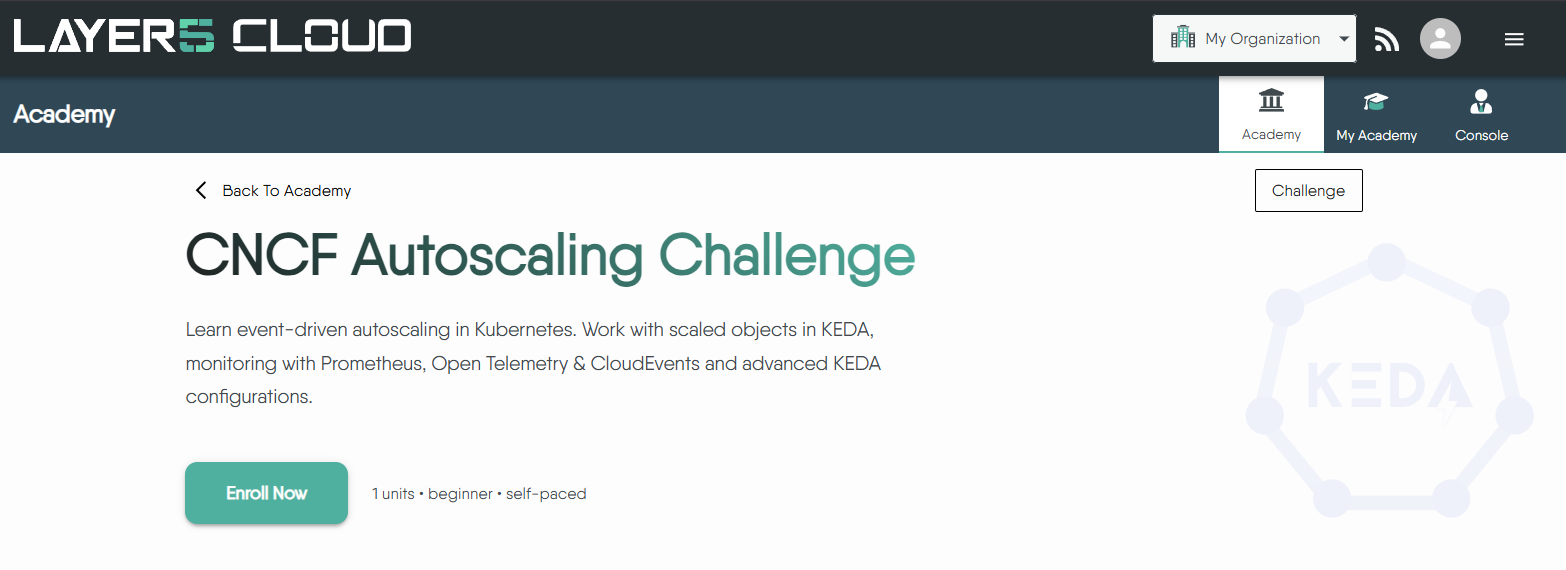 LAYER5 CLOUD
My Organization
Academy
Academy
My Academy
Console
Back To Academy
Challenge
CNCF Autoscaling Challenge
Learn event-driven autoscaling in Kubernetes. Work with scaled objects in KEDA,
monitoring with Prometheus, Open Telemetry & CloudEvents and advanced KEDA
configurations.
KEDA
Enroll Now
1 units • beginner • self-paced